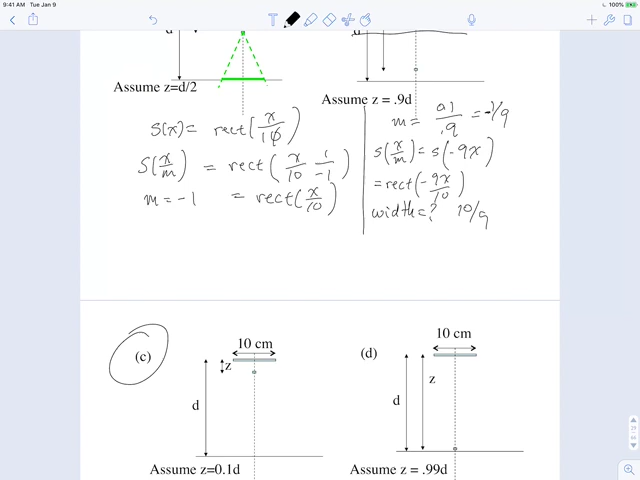 9:41 AM Tue Jan 9
100%
T
d
Assume z=d/2
Assume z = .9d
s(x) = rect(x/10)
s(x/m) = rect(x/10 1/-1)
m = -1 = rect(x/10)
m = - .1/.9 = -1/9
s(x/m) = s(-9x)
= rect(-9x/10)
width = ? 10/9
(c)
10 cm
z
d
Assume z=0.1d
(d)
10 cm
z
d
Assume z = .99d